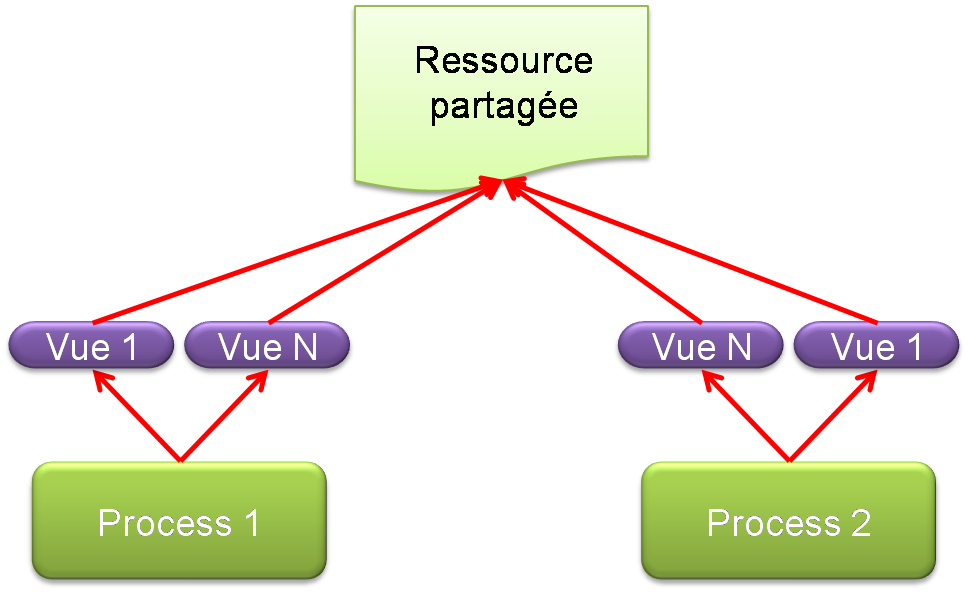 Ressource
partagée
Vue 1
Vue N
Vue N
Vue 1
Process 1
Process 2